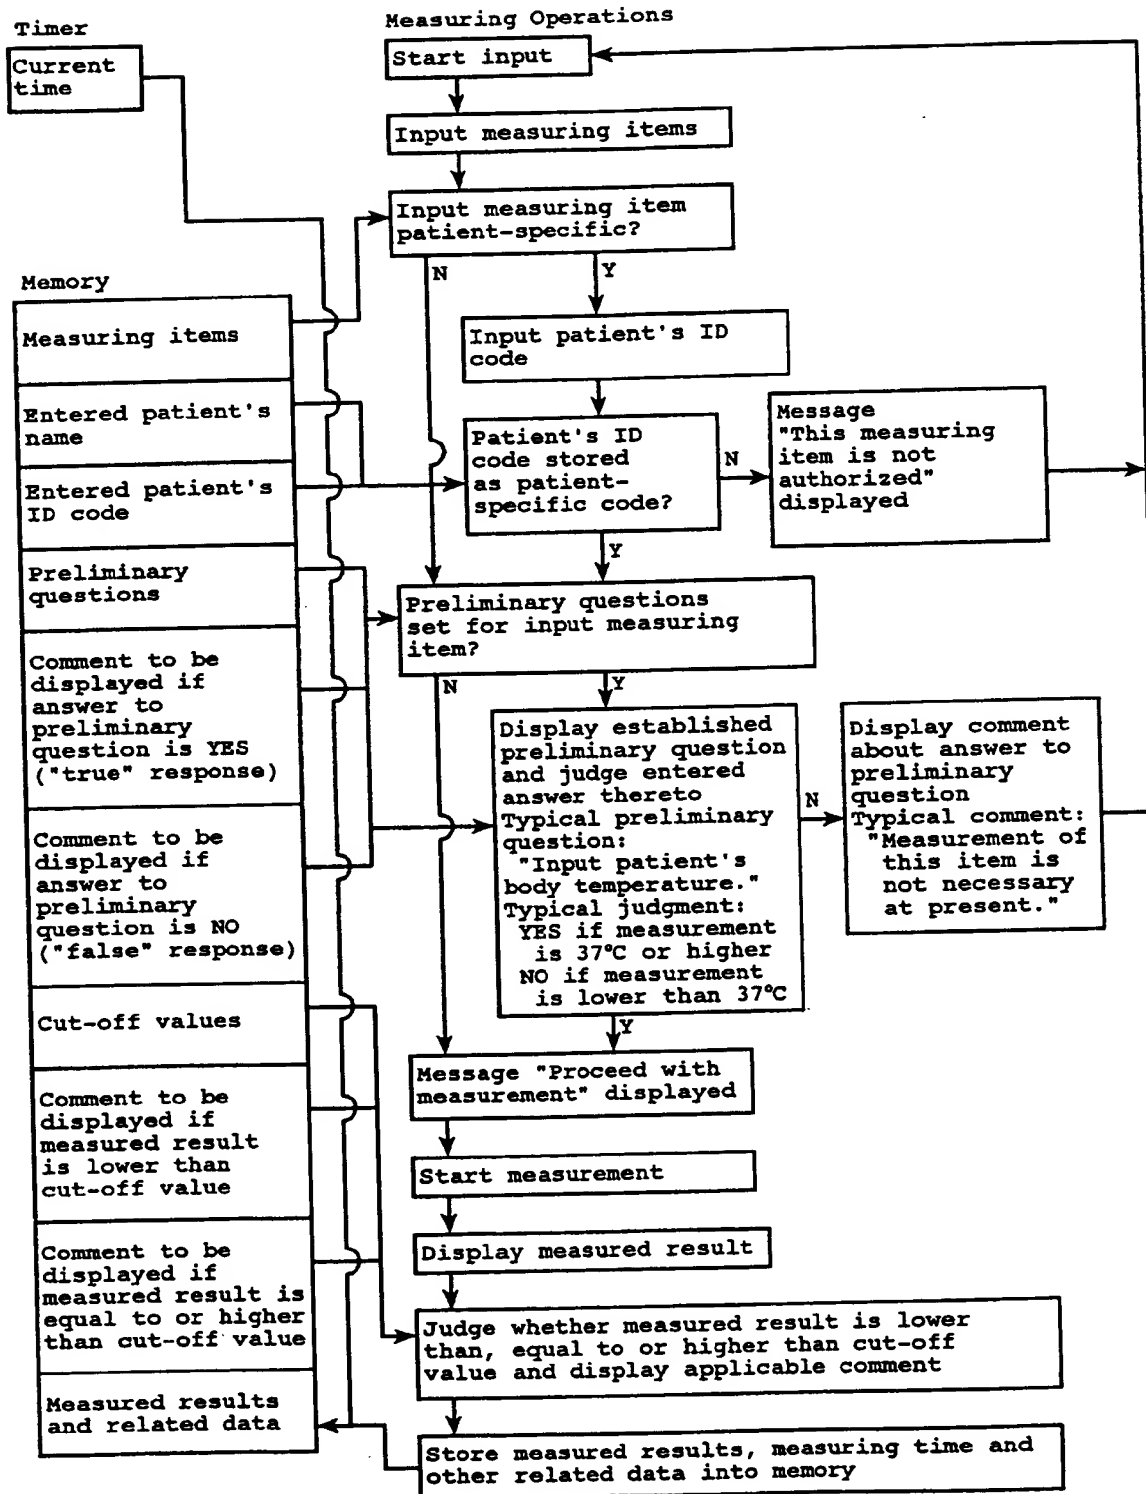 Timer
Current
time
Measuring Operations
Start input
Input measuring items
Input measuring item
patient-specific?
N
Y
Input patient's ID
code
Patient's ID
code stored
as patient-
specific code?
N
Message
"This measuring
item is not
authorized"
displayed
Y
Preliminary questions
set for input measuring
item?
N
Y
Display established
preliminary question
and judge entered
answer thereto
Typical preliminary
question:
"Input patient's
body temperature."
Typical judgment:
YES if measurement
is 37°C or higher
NO if measurement
is lower than 37°C
N
Display comment
about answer to
preliminary
question
Typical comment:
"Measurement of
this item is
not necessary
at present."
Y
Message "Proceed with
measurement" displayed
Start measurement
Display measured result
Judge whether measured result is lower
than, equal to or higher than cut-off
value and display applicable comment
Store measured results, measuring time and
other related data into memory
Memory
Measuring items
Entered patient's
name
Entered patient's
ID code
Preliminary
questions
Comment to be
displayed if
answer to
preliminary
question is YES
("true" response)
Comment to be
displayed if
answer to
preliminary
question is NO
("false" response)
Cut-off values
Comment to be
displayed if
measured result
is lower than
cut-off value
Comment to be
displayed if
measured result is
equal to or higher
than cut-off value
Measured results
and related data